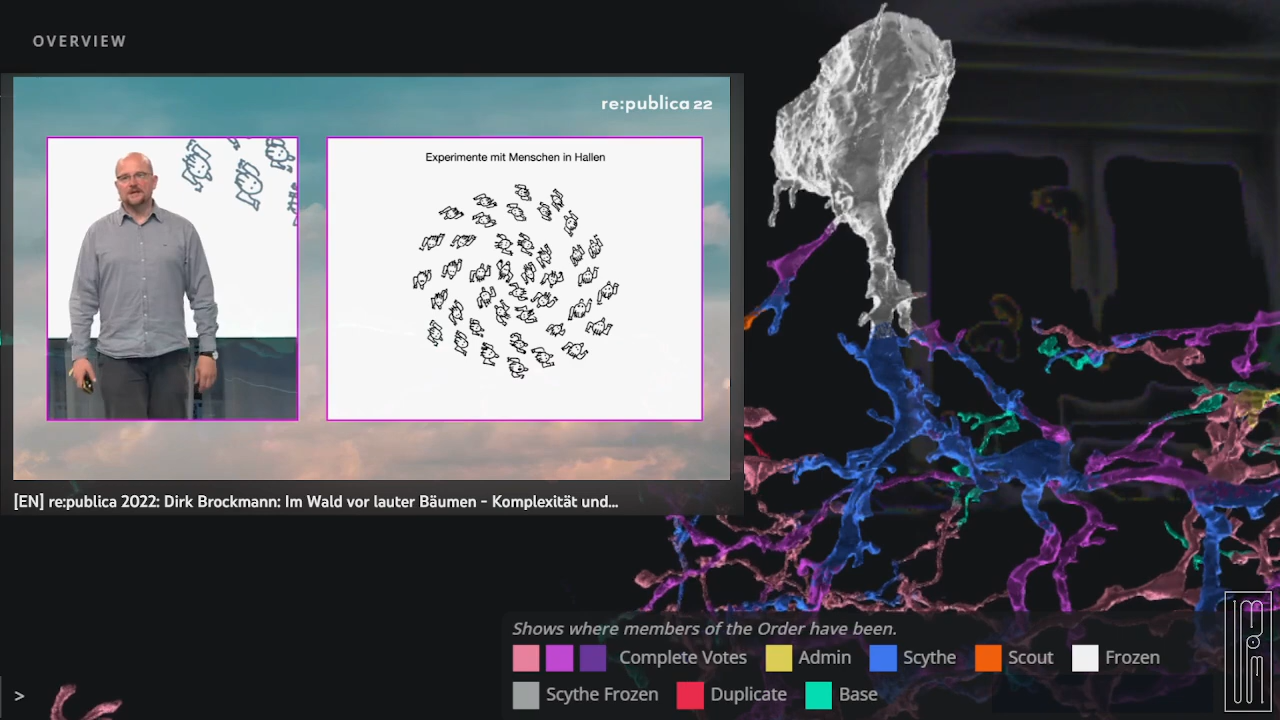 OVERVIEW
re:publica 22
Experimente mit Menschen in Hallen
[EN] re:publica 2022: Dirk Brockmann: Im Wald vor lauter Bäumen - Komplexität und...
Shows where members of the Order have been.
Complete Votes Admin Scythe Scout Frozen
Scythe Frozen Duplicate Base
>